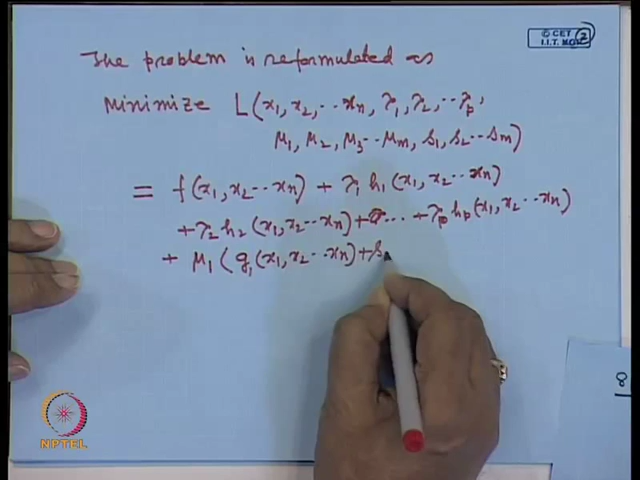 © CET
I.I.T. KGP
2
The problem is reformulated as
Minimize L(x₁, x₂, ..xₙ, λ₁, λ₂, ..λₚ,
μ₁, μ₂, μ₃..μₘ, s₁, s₂..sₘ)
= f(x₁, x₂..xₙ) + λ₁ h₁(x₁, x₂..xₙ)
+ λ₂ h₂(x₁, x₂..xₙ) + ... + λₚ hₚ(x₁, x₂..xₙ)
+ μ₁ ( g₁(x₁, x₂..xₙ) + s
NPTEL